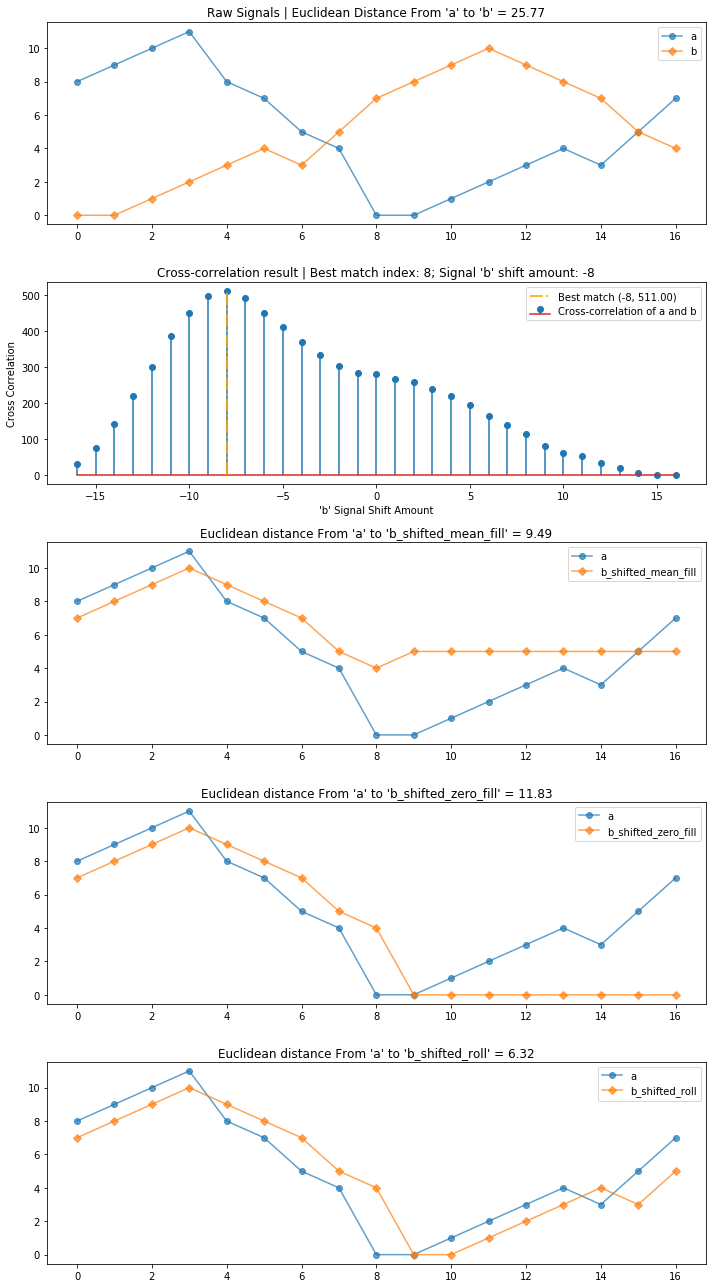 Raw Signals | Euclidean Distance From 'a' to 'b' = 25.77
a
b
10
8
6
4
2
0
0 2 4 6 8 10 12 14 16
Cross-correlation result | Best match index: 8; Signal 'b' shift amount: -8
Best match (-8, 511.00)
Cross-correlation of a and b
Cross Correlation
500
400
300
200
100
0
−15 −10 −5 0 5 10 15
'b' Signal Shift Amount
Euclidean distance From 'a' to 'b_shifted_mean_fill' = 9.49
a
b_shifted_mean_fill
10
8
6
4
2
0
0 2 4 6 8 10 12 14 16
Euclidean distance From 'a' to 'b_shifted_zero_fill' = 11.83
a
b_shifted_zero_fill
10
8
6
4
2
0
0 2 4 6 8 10 12 14 16
Euclidean distance From 'a' to 'b_shifted_roll' = 6.32
a
b_shifted_roll
10
8
6
4
2
0
0 2 4 6 8 10 12 14 16